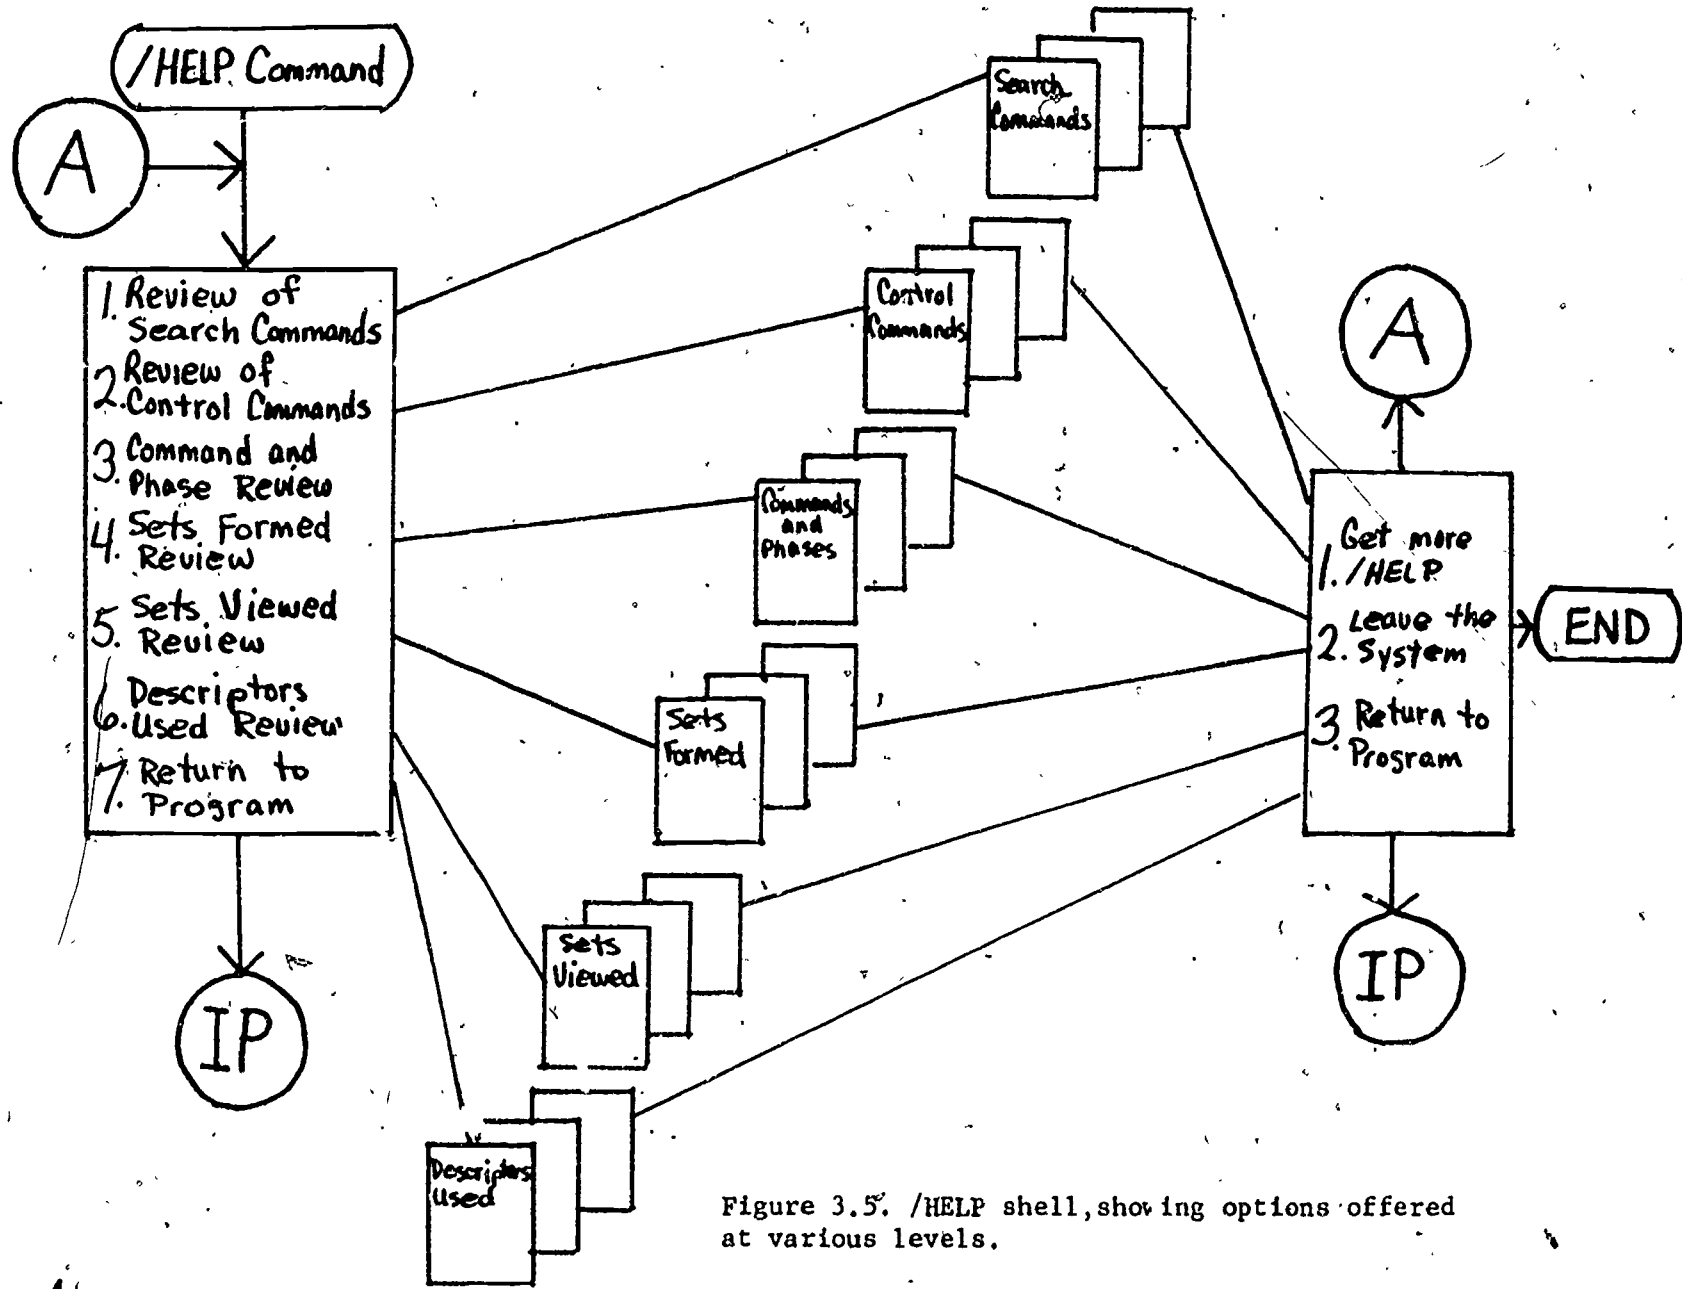 /HELP Command
A
1. Review of
Search Commands
2. Review of
Control Commands
3. Command and
Phase Review
4. Sets Formed
Review
5. Sets Viewed
Review
6. Descriptors
Used Review
7. Return to
Program
IP
Search
Commands
Control
Commands
Commands
and
Phases
Sets
Formed
Sets
Viewed
Descriptors
Used
A
1. Get more
/HELP
2. Leave the
System
3. Return to
Program
END
IP
Figure 3.5. /HELP shell, showing options offered
at various levels.